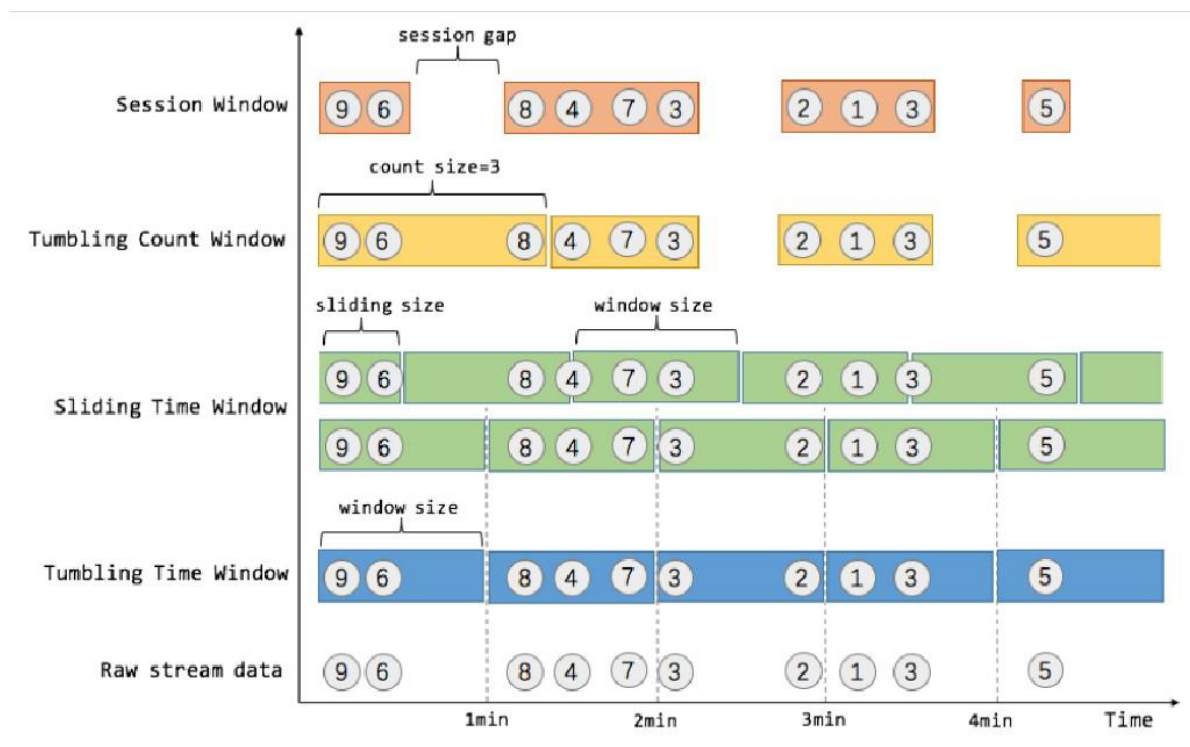 session gap
Session Window 9 6 8 4 7 3 2 1 3 5
count size=3
Tumbling Count Window 9 6 8 4 7 3 2 1 3 5
sliding size window size
9 6 8 4 7 3 2 1 3 5
Sliding Time Window
9 6 8 4 7 3 2 1 3 5
window size
Tumbling Time Window 9 6 8 4 7 3 2 1 3 5
Raw stream data 9 6 8 4 7 3 2 1 3 5
1min 2min 3min 4min Time